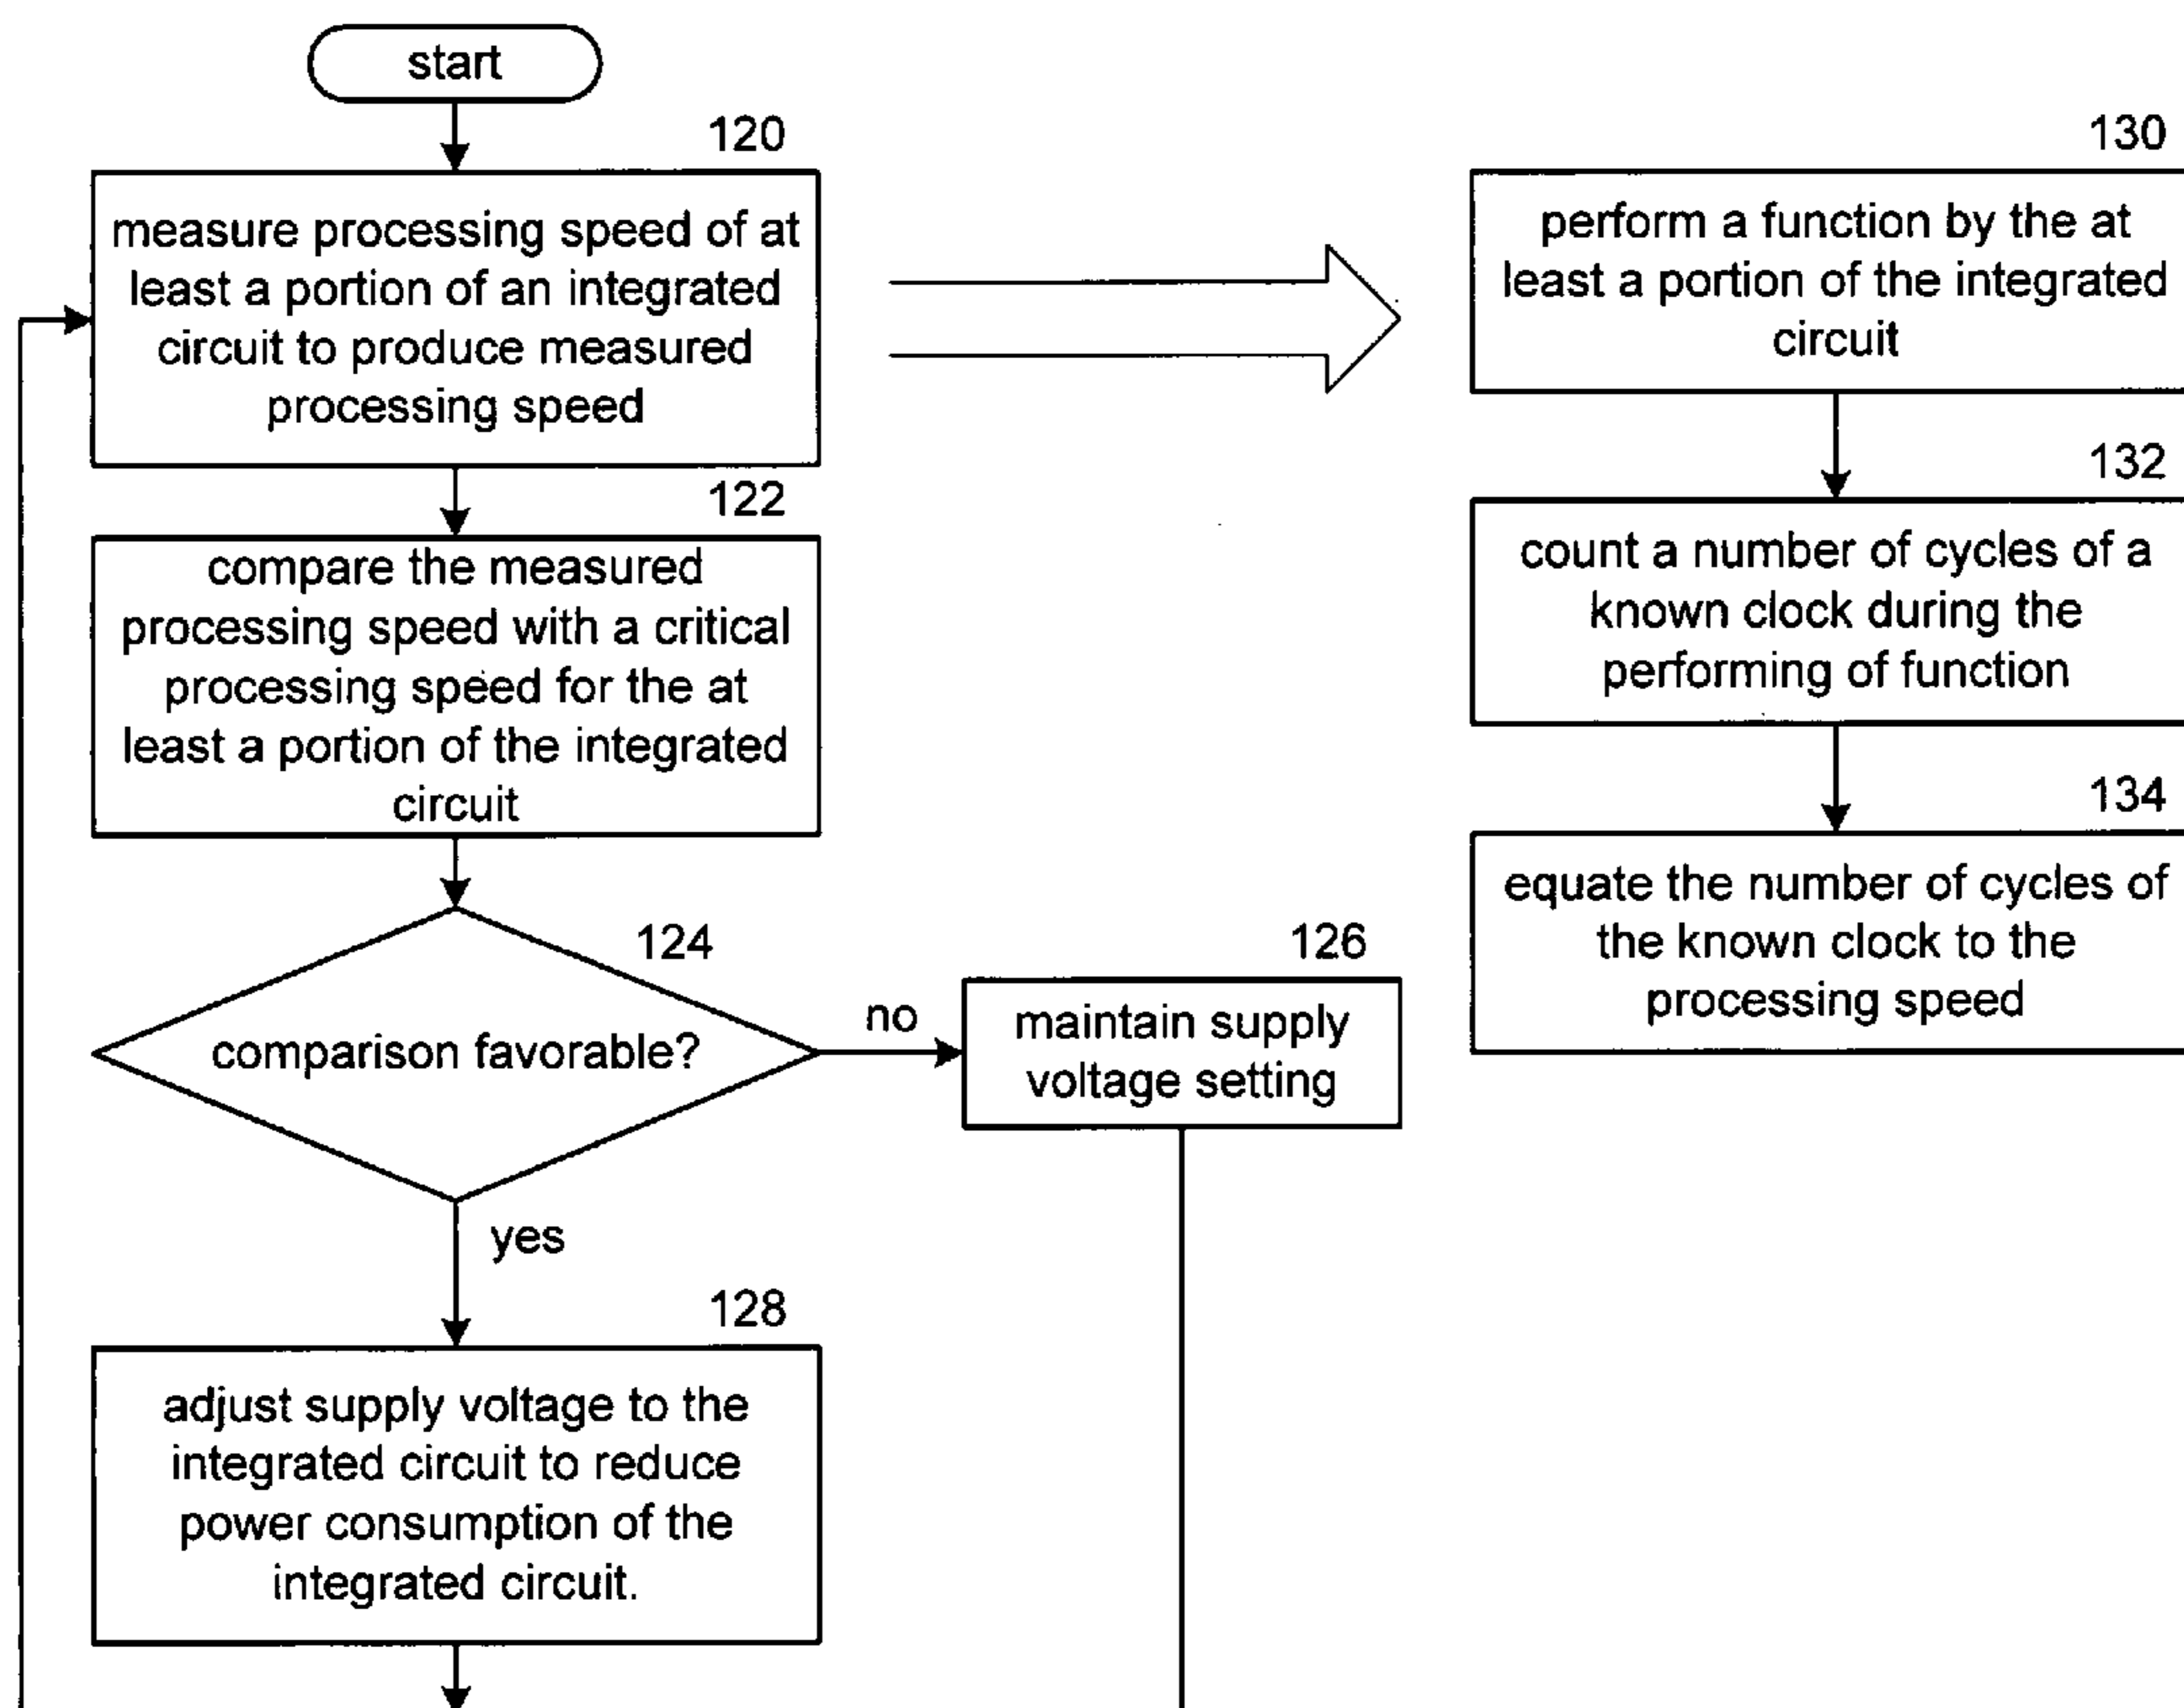 start
120
measure processing speed of at
least a portion of an integrated
circuit to produce measured
processing speed
122
compare the measured
processing speed with a critical
processing speed for the at
least a portion of the integrated
circuit
124
comparison favorable?
no
126
maintain supply
voltage setting
yes
128
adjust supply voltage to the
integrated circuit to reduce
power consumption of the
integrated circuit.
130
perform a function by the at
least a portion of the integrated
circuit
132
count a number of cycles of a
known clock during the
performing of function
134
equate the number of cycles of
the known clock to the
processing speed